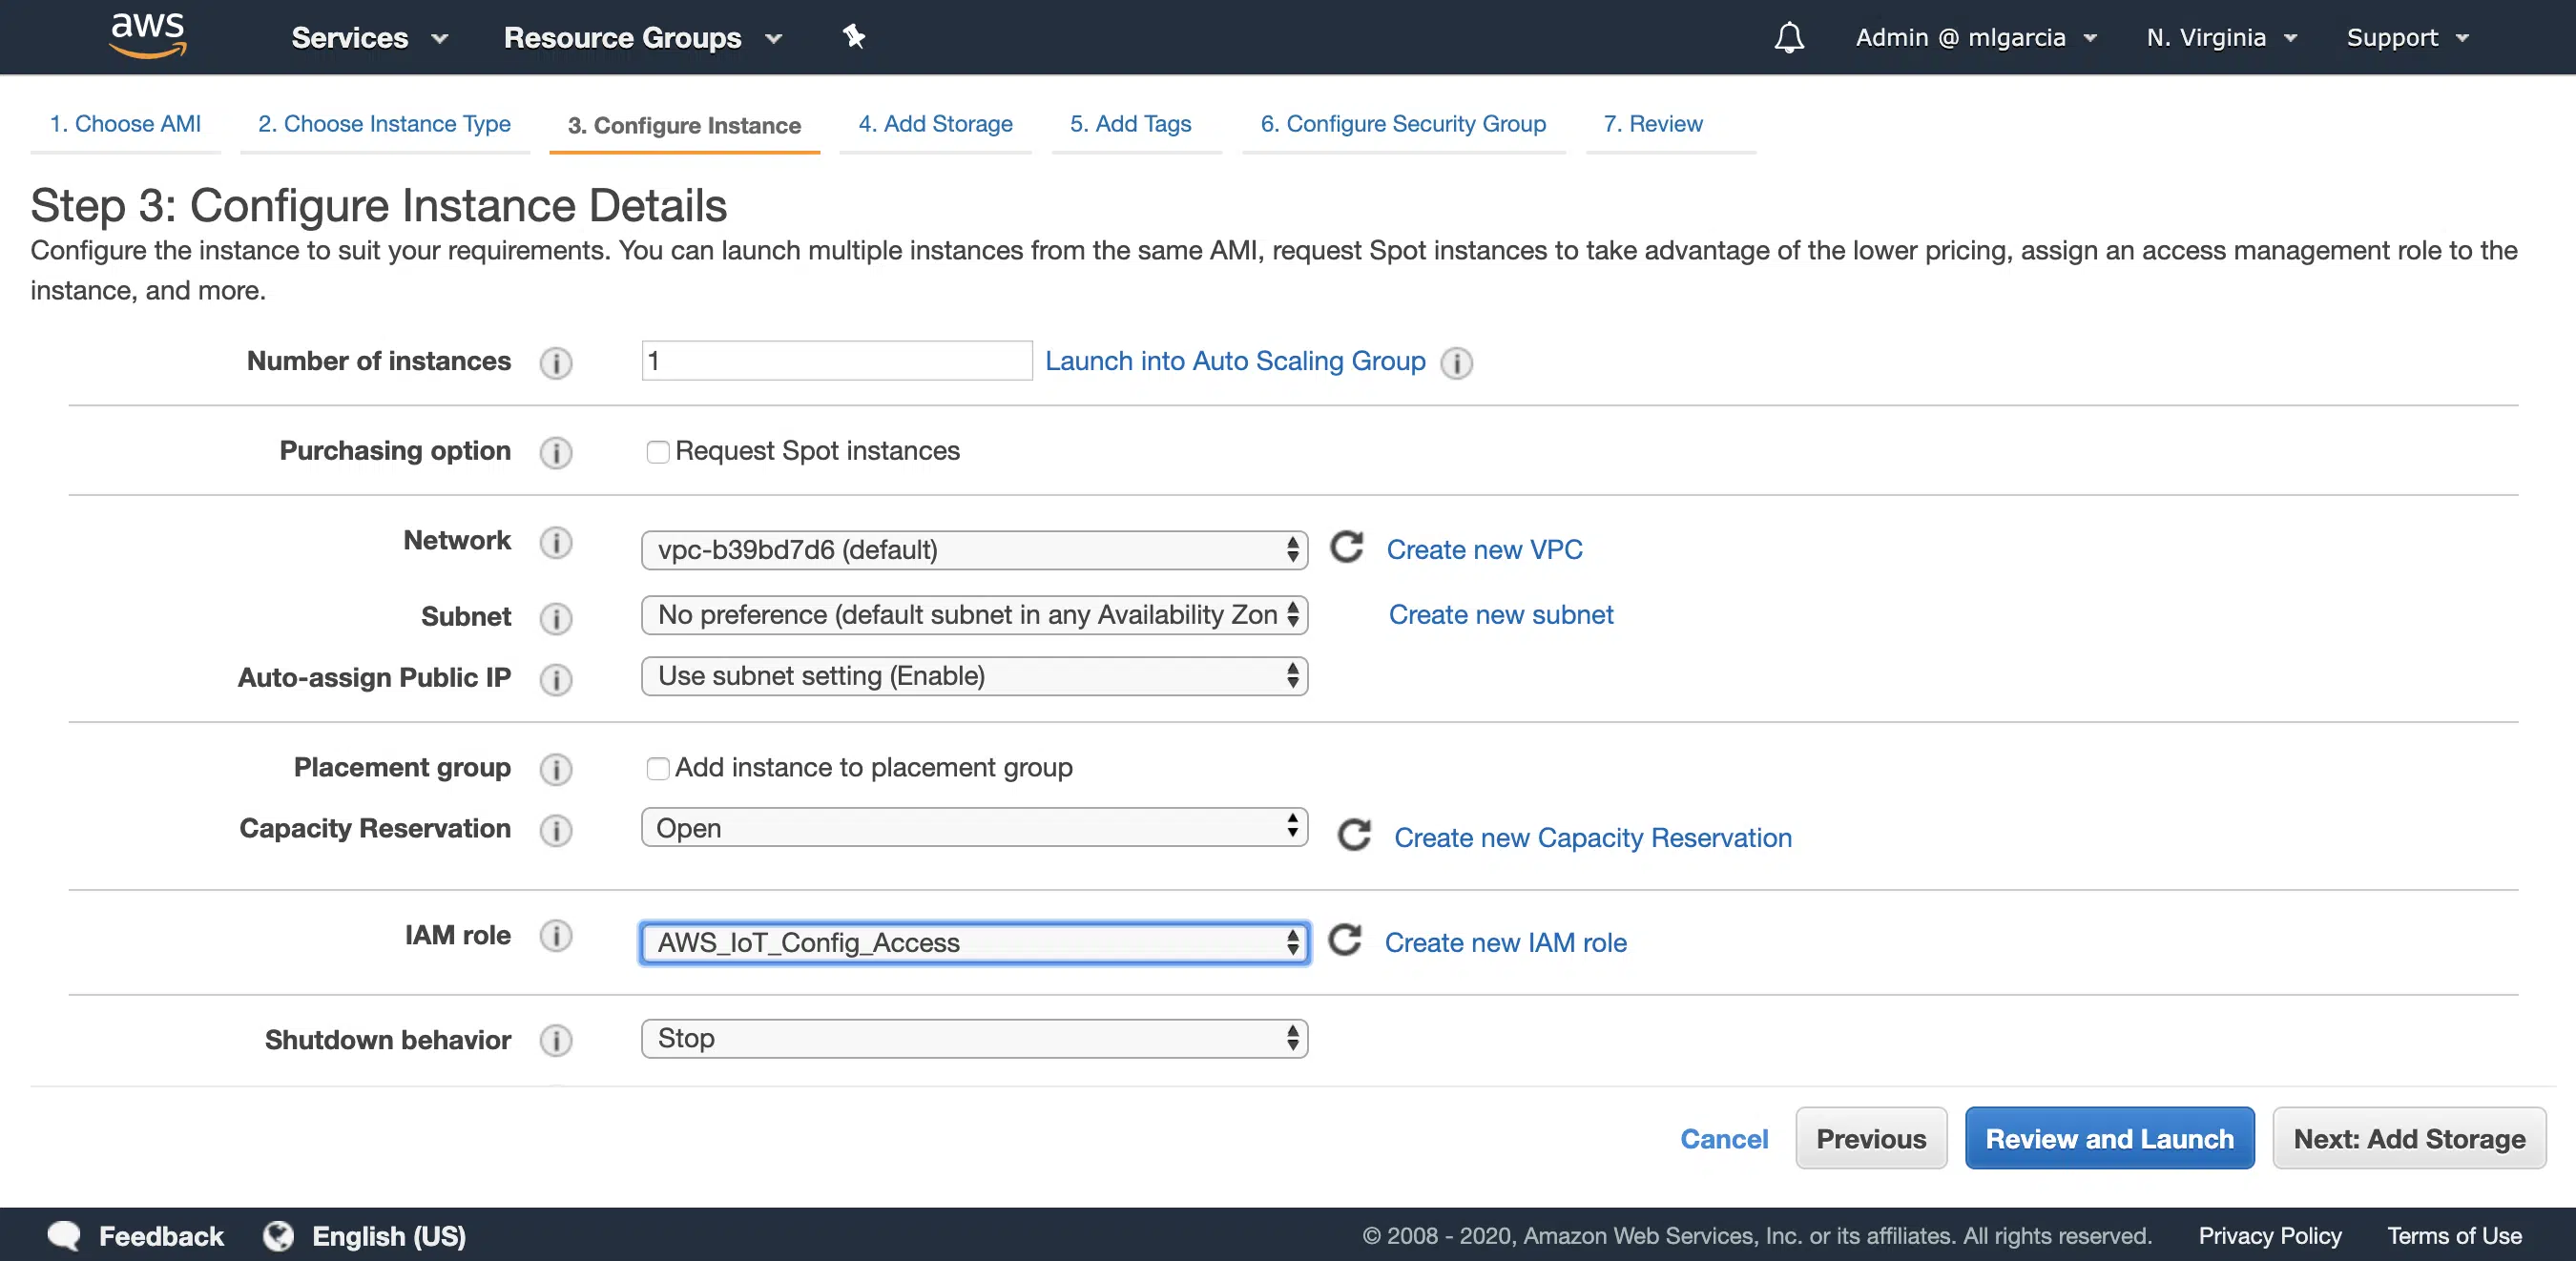 aws Services Resource Groups Admin @ mlgarcia N. Virginia Support
1. Choose AMI 2. Choose Instance Type 3. Configure Instance 4. Add Storage 5. Add Tags 6. Configure Security Group 7. Review
Step 3: Configure Instance Details
Configure the instance to suit your requirements. You can launch multiple instances from the same AMI, request Spot instances to take advantage of the lower pricing, assign an access management role to the
instance, and more.
Number of instances i 1 Launch into Auto Scaling Group i
Purchasing option i Request Spot instances
Network i vpc-b39bd7d6 (default) Create new VPC
Subnet i No preference (default subnet in any Availability Zon Create new subnet
Auto-assign Public IP i Use subnet setting (Enable)
Placement group i Add instance to placement group
Capacity Reservation i Open Create new Capacity Reservation
IAM role i AWS_IoT_Config_Access Create new IAM role
Shutdown behavior i Stop
Cancel Previous Review and Launch Next: Add Storage
Feedback English (US) © 2008 - 2020, Amazon Web Services, Inc. or its affiliates. All rights reserved. Privacy Policy Terms of Use